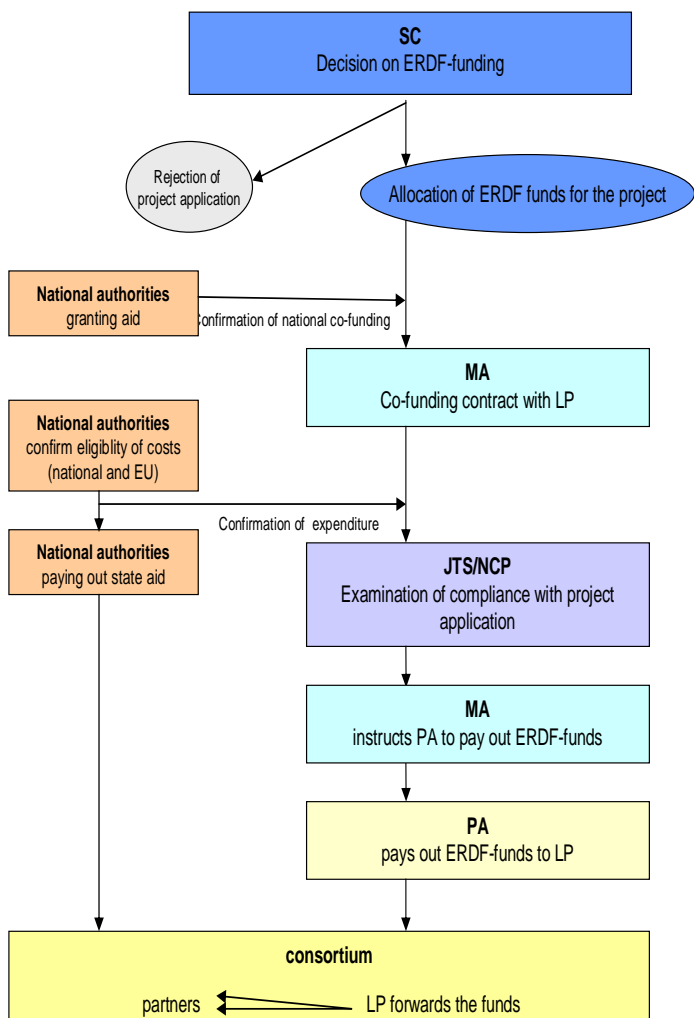 SC
Decision on ERDF-funding
Rejection of
project application
Allocation of ERDF funds for the project
National authorities
granting aid
Confirmation of national co-funding
MA
Co-funding contract with LP
National authorities
confirm eligiblity of costs
(national and EU)
Confirmation of expenditure
National authorities
paying out state aid
JTS/NCP
Examination of compliance with project
application
MA
instructs PA to pay out ERDF-funds
PA
pays out ERDF-funds to LP
consortium
partners
LP forwards the funds